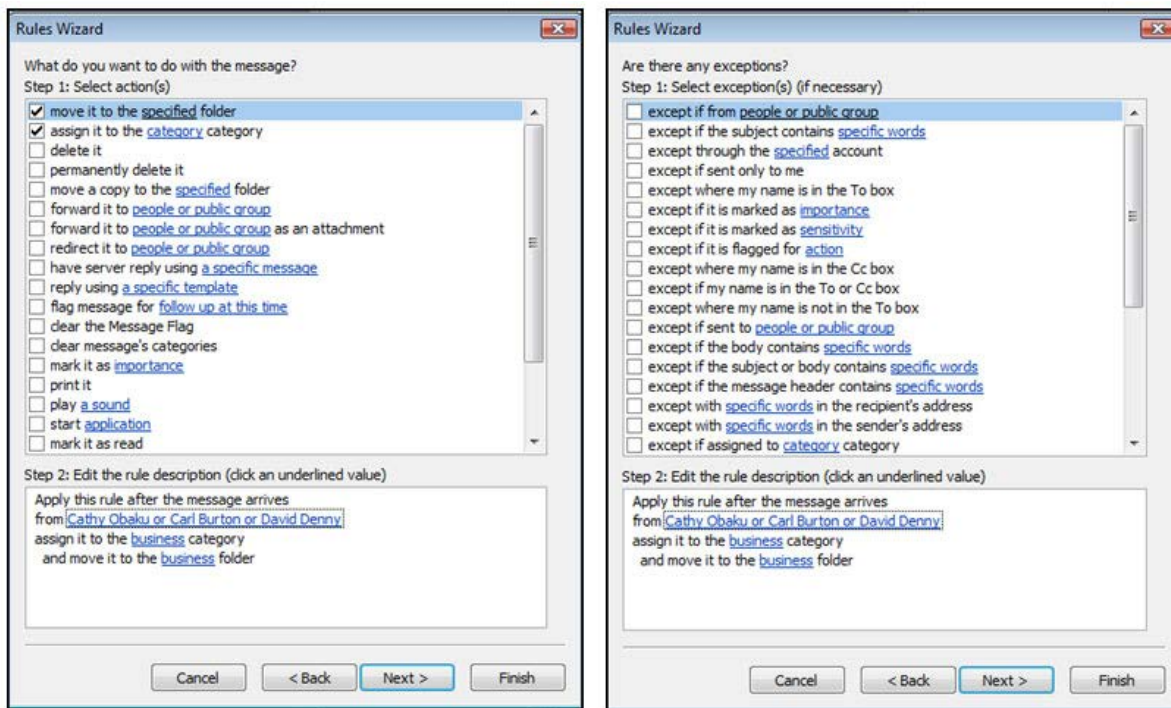 Rules Wizard
What do you want to do with the message?
Step 1: Select action(s)
move it to the specified folder
assign it to the category category
delete it
permanently delete it
move a copy to the specified folder
forward it to people or public group
forward it to people or public group as an attachment
redirect it to people or public group
have server reply using a specific message
reply using a specific template
flag message for follow up at this time
clear the Message Flag
clear message's categories
mark it as importance
print it
play a sound
start application
mark it as read
Step 2: Edit the rule description (click an underlined value)
Apply this rule after the message arrives
from Cathy Obaku or Carl Burton or David Denny
assign it to the business category
and move it to the business folder
Cancel < Back Next > Finish
Rules Wizard
Are there any exceptions?
Step 1: Select exception(s) (if necessary)
except if from people or public group
except if the subject contains specific words
except through the specified account
except if sent only to me
except where my name is in the To box
except if it is marked as importance
except if it is marked as sensitivity
except if it is flagged for action
except where my name is in the Cc box
except if my name is in the To or Cc box
except where my name is not in the To box
except if sent to people or public group
except if the body contains specific words
except if the subject or body contains specific words
except if the message header contains specific words
except with specific words in the recipient's address
except with specific words in the sender's address
except if assigned to category category
Step 2: Edit the rule description (click an underlined value)
Apply this rule after the message arrives
from Cathy Obaku or Carl Burton or David Denny
assign it to the business category
and move it to the business folder
Cancel < Back Next > Finish